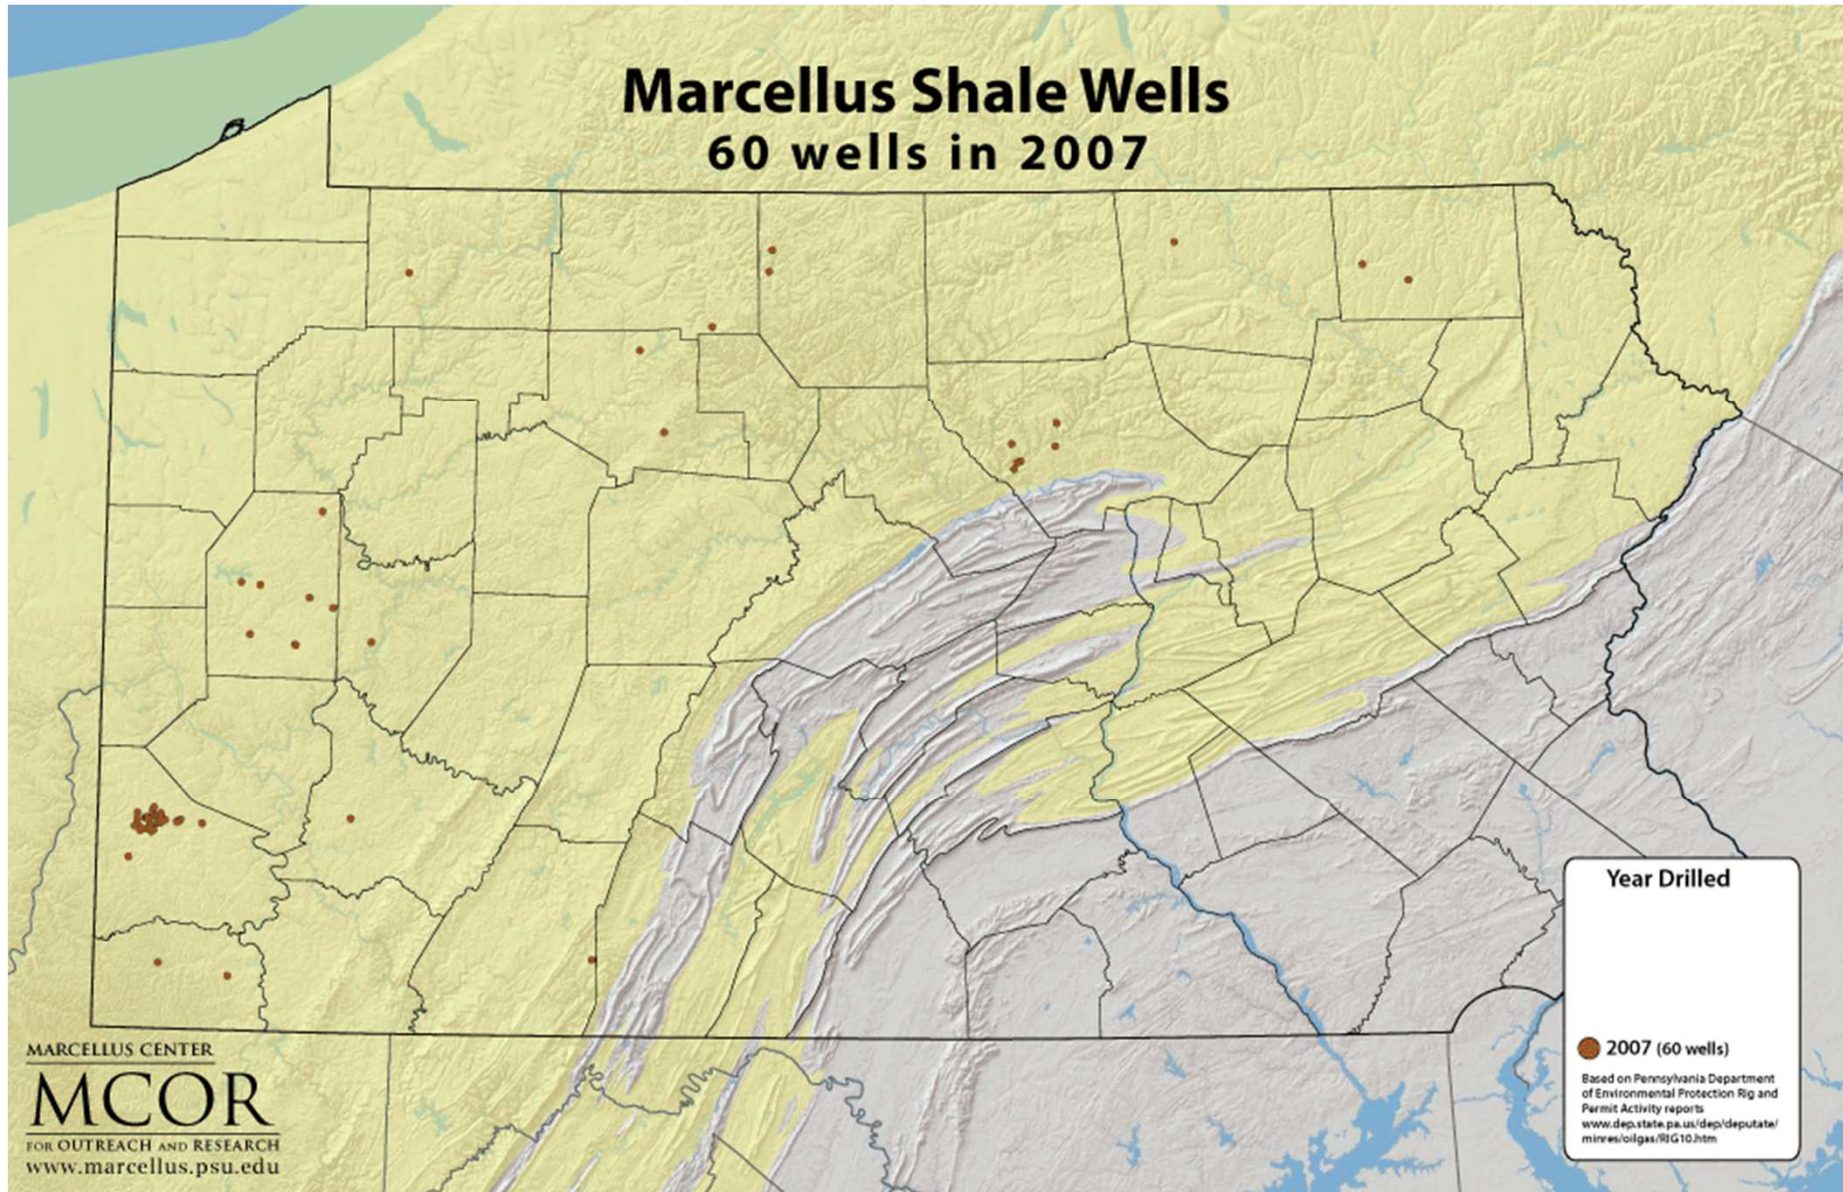 Marcellus Shale Wells
60 wells in 2007
Year Drilled
2007 (60 wells)
Based on Pennsylvania Department
of Environmental Protection Rig and
Permit Activity reports
www.dep.state.pa.us/dep/deputate/
minres/oilgas/RIG10.htm
MARCELLUS CENTER
MCOR
FOR OUTREACH AND RESEARCH
www.marcellus.psu.edu